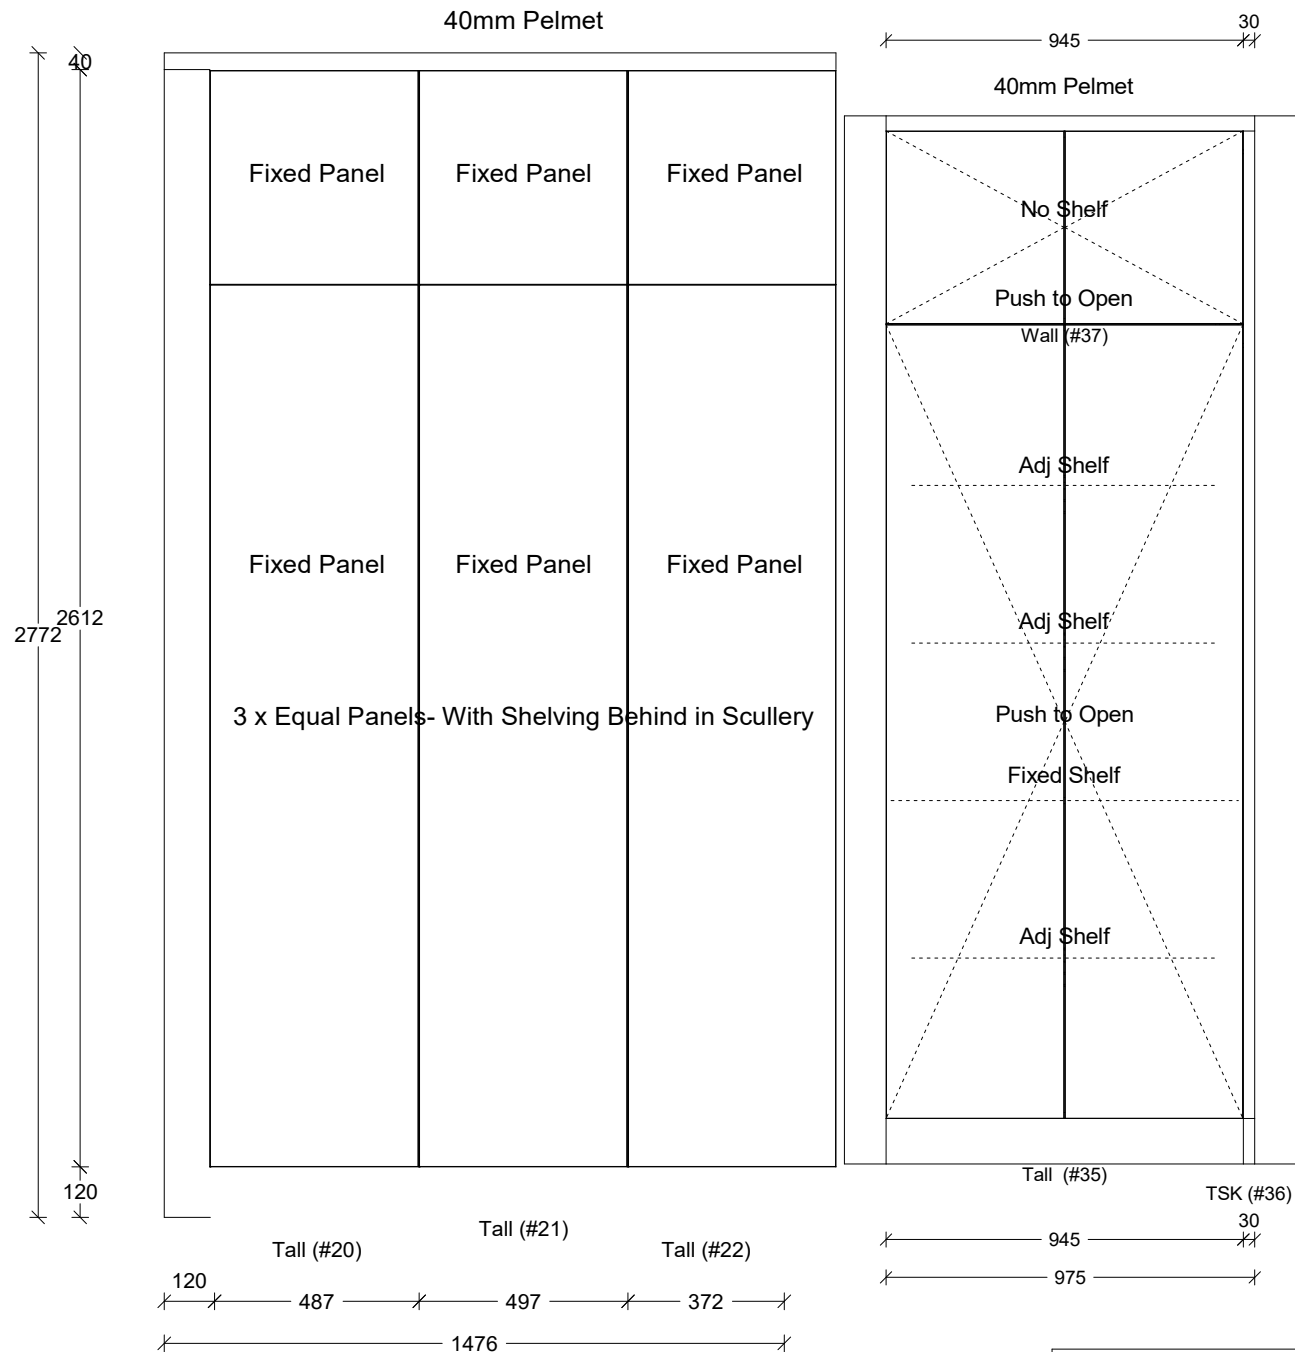 40mm Pelmet
30
945
40
40mm Pelmet
Fixed Panel Fixed Panel Fixed Panel
No Shelf
Push to Open
Wall (#37)
Adj Shelf
Fixed Panel Fixed Panel Fixed Panel
2612
2772
Adj Shelf
3 x Equal Panels- With Shelving Behind in Scullery
Push to Open
Fixed Shelf
Adj Shelf
Tall (#35)
120
TSK (#36)
Tall (#21)
30
Tall (#20)
Tall (#22)
945
120
975
487 497 372
1476